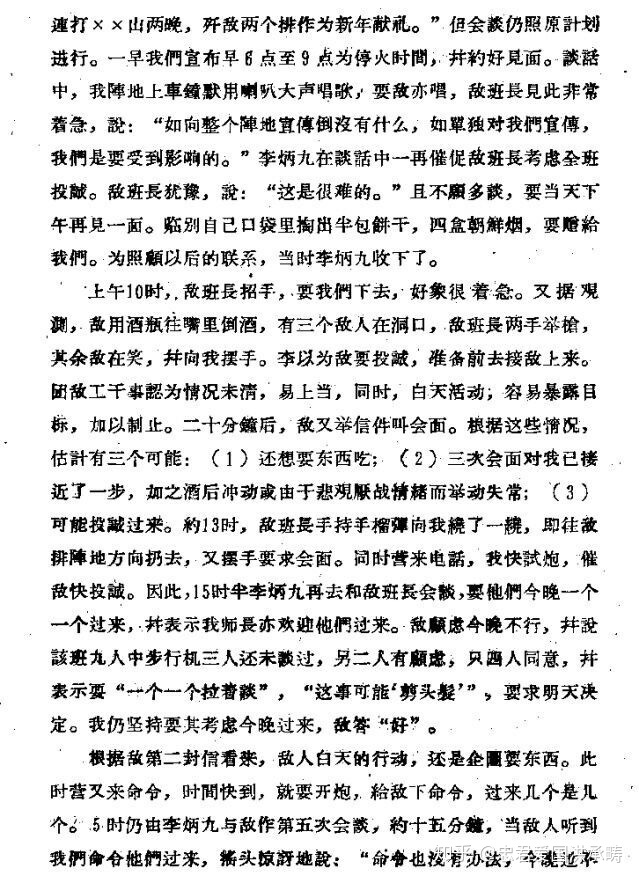 連打××山两晚，歼敌两个排作为新年献礼。”但会談仍照原計划
进行。一早我們宣布早6点至9点为停火时間，幷約好見面。談話
中，我陣地上車鐘默用喇叭大声唱歌，要敌亦唱，敌班長見此非常
着急，說：“如向整个陣地宣傳倒沒有什么，如單独对我們宣傳，
我們是要受到影响的。”李炳九在談話中一再催促敌班長考虑全班
投誠。敌班長犹豫，說：“这是很难的。”且不願多談，要当天下
午再見一面。临别自己口袋里掏出半包餅干，四盒朝鮮烟，要贈給
我們。为照顧以后的联系，当时李炳九收下了。
上午10时，敌班長招手，要我們下去，好象很着急。又据观
測，敌用酒瓶往嘴里倒酒，有三个敌人在洞口，敌班長两手举槍，
其余敌在笑，幷向我摆手。李以为敌要投誠，准备前去接敌上来。
团敌工干事認为情况未清，易上当，同时，白天活动；容易暴露目
标，加以制止。二十分鐘后，敌又举信件叫会面。根据这些情况，
估計有三个可能：（1）还想要东西吃；（2）三次会面对我已接
近了一步，加之酒后冲动或由于悲观厭战情緒而举动失常；（3）
可能投誠过来。約13时，敌班長手持手榴彈向我繞了一繞，即往敌
排陣地方向扔去，又摆手要求会面。同时营来电話，我快試炮，催
敌快投誠。因此，15时半李炳九再去和敌班長会談，要他們今晚一个
一个过来，幷表示我师長亦欢迎他們过来。敌顧虑今晚不行，幷說
該班九人中步行机三人还未談过，另二人有顧虑，只四人同意，幷
表示要“一个一个拉着談”，“这事可能‘剪头髮’”，要求明天决
定。我仍坚持要其考虑今晚过来，敌答“好”。
根据敌第二封信看来，敌人白天的行动，还是企圖要东西。此
时营又来命令，时間快到，就要开炮，給敌下命令，过来几个是几
个。5时仍由李炳九与敌作第五次会談，約十五分鐘，当敌人听到
我們命令他們过来，搖头惊訝地說：“命令也沒有办法，今晚过不
知乎 @忠君爱国洪承畴